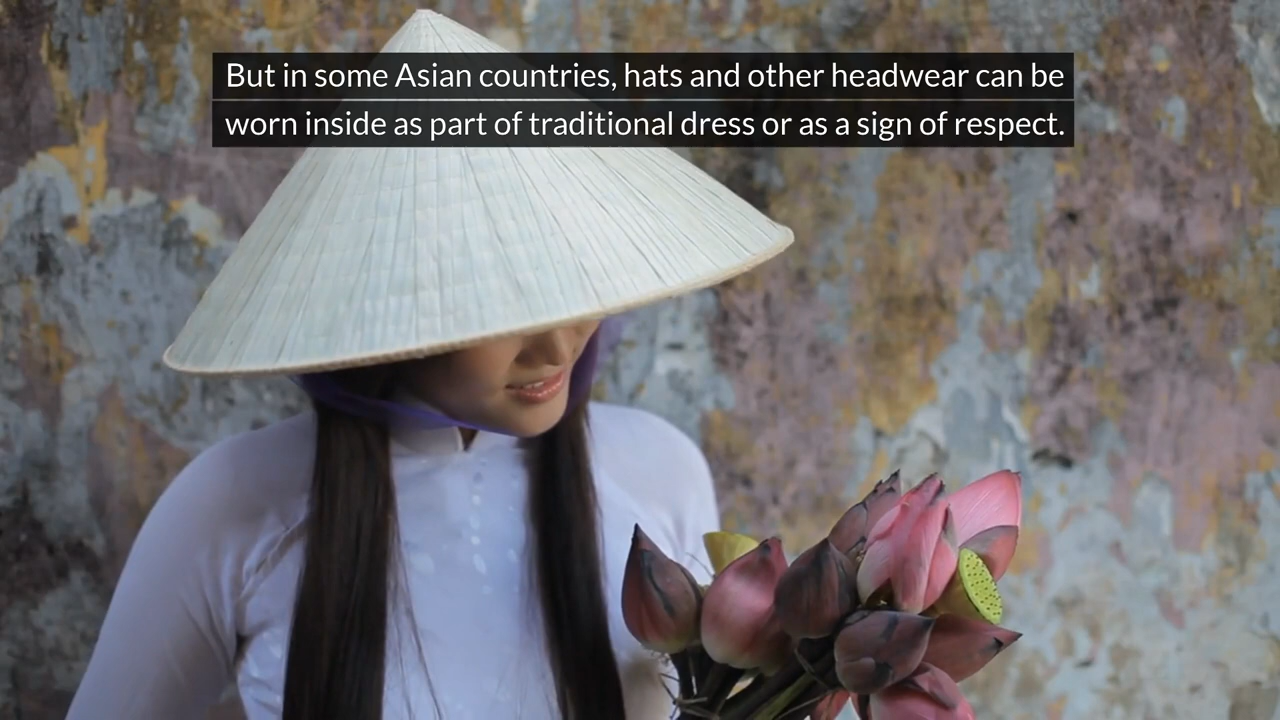 But in some Asian countries, hats and other headwear can be
worn inside as part of traditional dress or as a sign of respect.